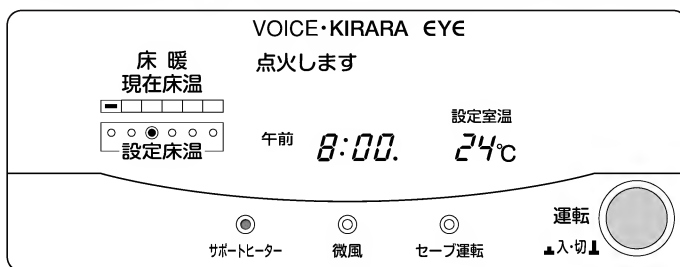 VOICE・KIRARA EYE
床 暖
現在床温
点火します
設定床温
午前 8:00.
設定室温
24℃
サポートヒーター
微風
セーブ運転
運転
入・切